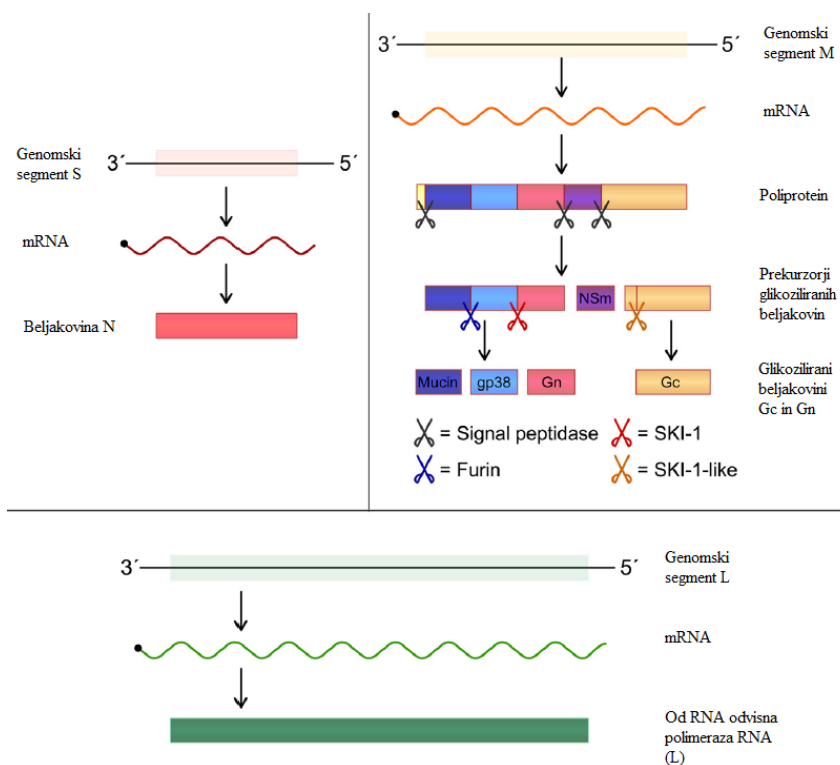 Genomski
segment M
3´ 5´
mRNA
Poliprotein
Prekurzorji
glikoziliranih
beljakovin
NSm
Mucin gp38 Gn Gc
Glikozilirani
beljakovini
Gc in Gn
= Signal peptidase = SKI-1
= Furin = SKI-1-like
Genomski
segment S
3´ 5´
mRNA
Beljakovina N
3´ 5´
Genomski
segment L
mRNA
Od RNA odvisna
polimeraza RNA
(L)